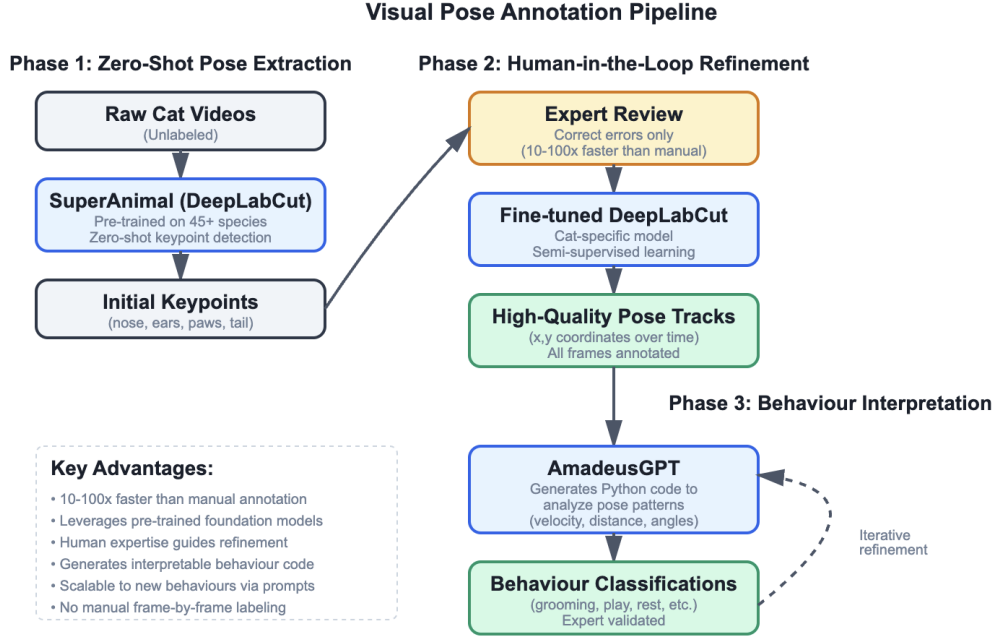 Visual Pose Annotation Pipeline
Phase 1: Zero-Shot Pose Extraction
Raw Cat Videos
(Unlabeled)
SuperAnimal (DeepLabCut)
Pre-trained on 45+ species
Zero-shot keypoint detection
Initial Keypoints
(nose, ears, paws, tail)
Phase 2: Human-in-the-Loop Refinement
Expert Review
Correct errors only
(10-100x faster than manual)
Fine-tuned DeepLabCut
Cat-specific model
Semi-supervised learning
High-Quality Pose Tracks
(x,y coordinates over time)
All frames annotated
Phase 3: Behaviour Interpretation
AmadeusGPT
Generates Python code to
analyze pose patterns
(velocity, distance, angles)
Behaviour Classifications
(grooming, play, rest, etc.)
Expert validated
Iterative
refinement
Key Advantages:
• 10-100x faster than manual annotation
• Leverages pre-trained foundation models
• Human expertise guides refinement
• Generates interpretable behaviour code
• Scalable to new behaviours via prompts
• No manual frame-by-frame labeling